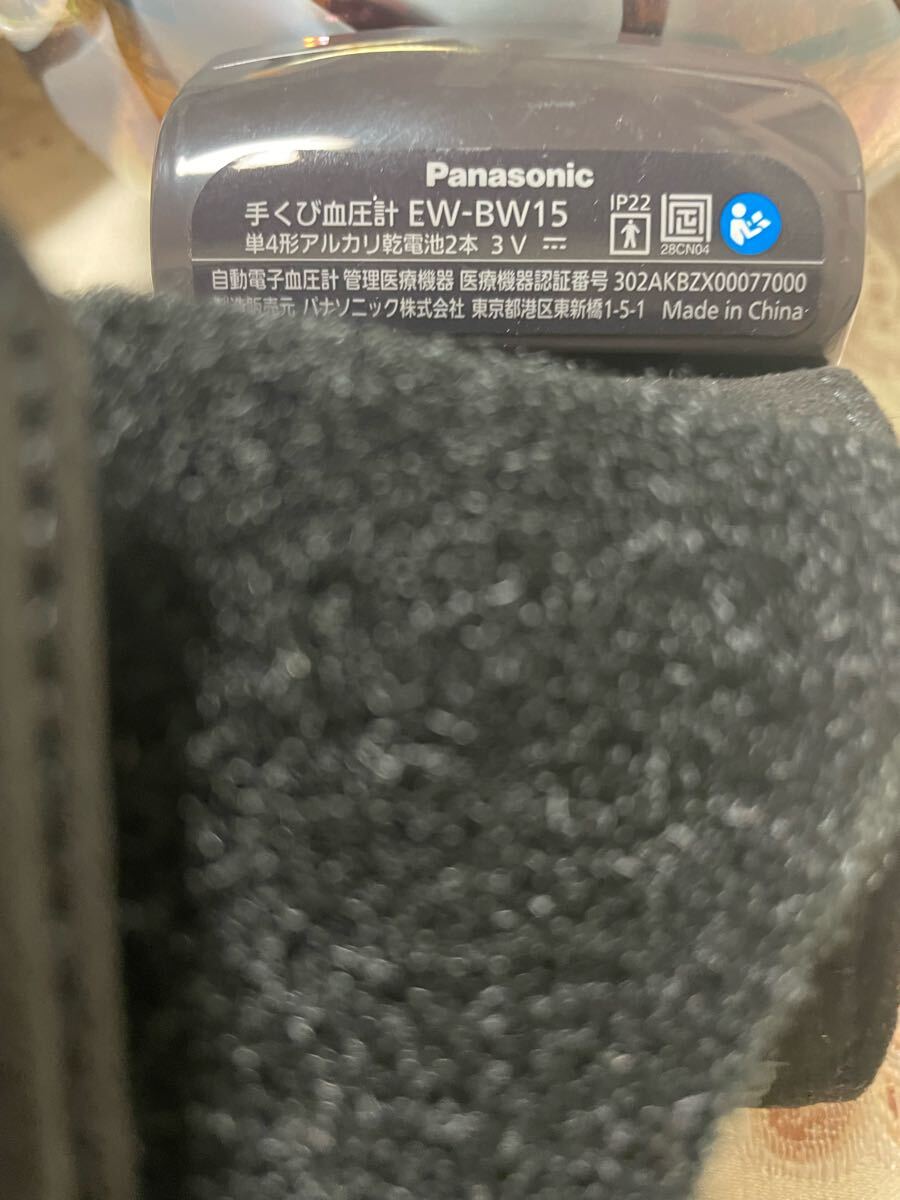 Panasonic
手くび血圧計 EW-BW15
単4形アルカリ乾電池2本 3V
IP22
28CN04
自動電子血圧計 管理医療機器 医療機器認証番号 302AKBZX00077000
販売元 パナソニック株式会社 東京都港区東新橋1-5-1 Made in China